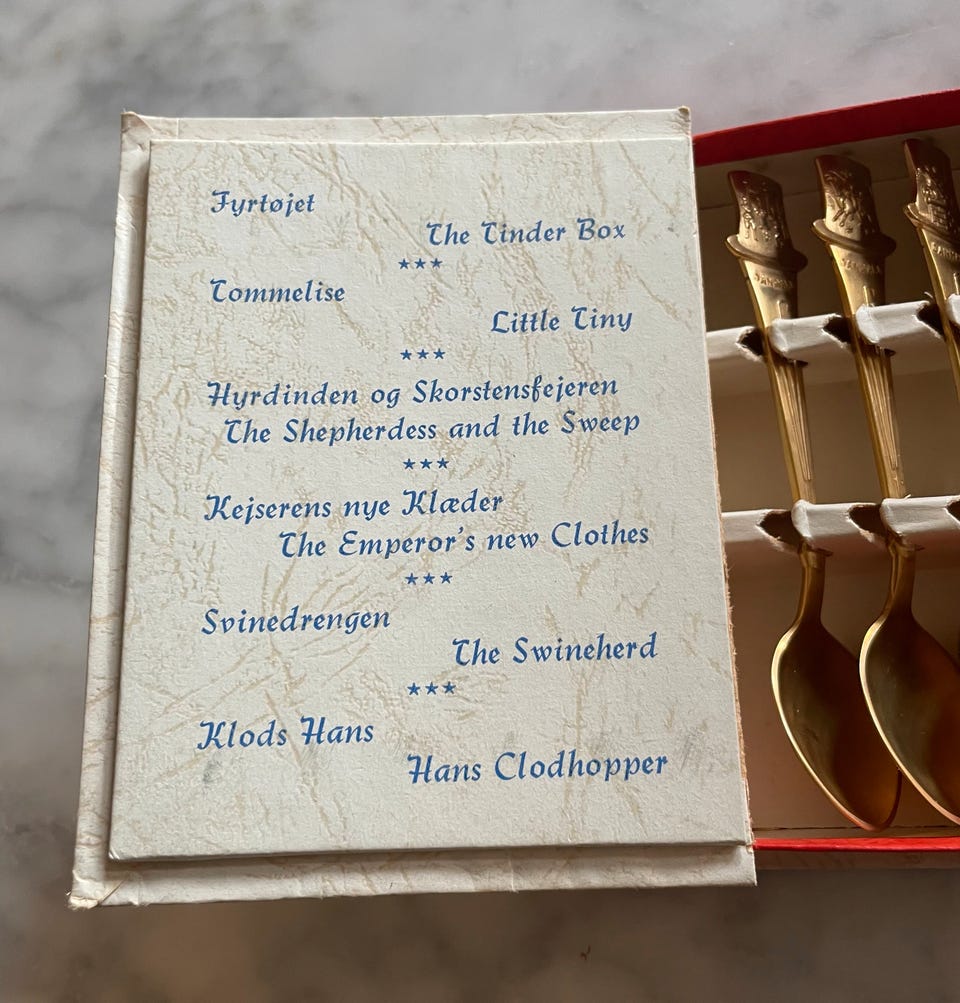 Fyrtøjet
The Tinder Box
***
Tommelise
Little Tiny
***
Hyrdinden og Skorstensfejeren
The Shepherdess and the Sweep
***
Kejserens nye Klæder
The Emperor's new Clothes
***
Svinedrengen
The Swineherd
***
Klods Hans
Hans Clodhopper